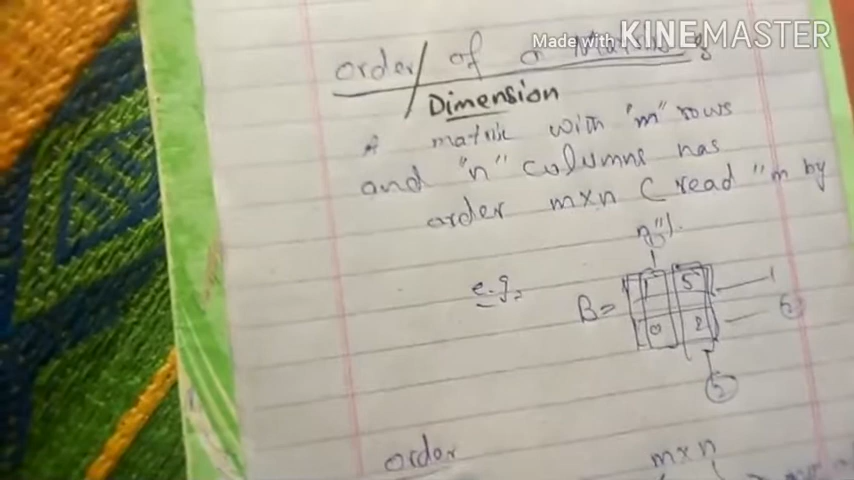 Made with KINEMASTER
order / of a Matrix
Dimension
A matrix with "m" rows
and "n" columns has
order m×n ( read "m by
n").
e.g,
B = 1 5 1
0 2 2
2
order m×n